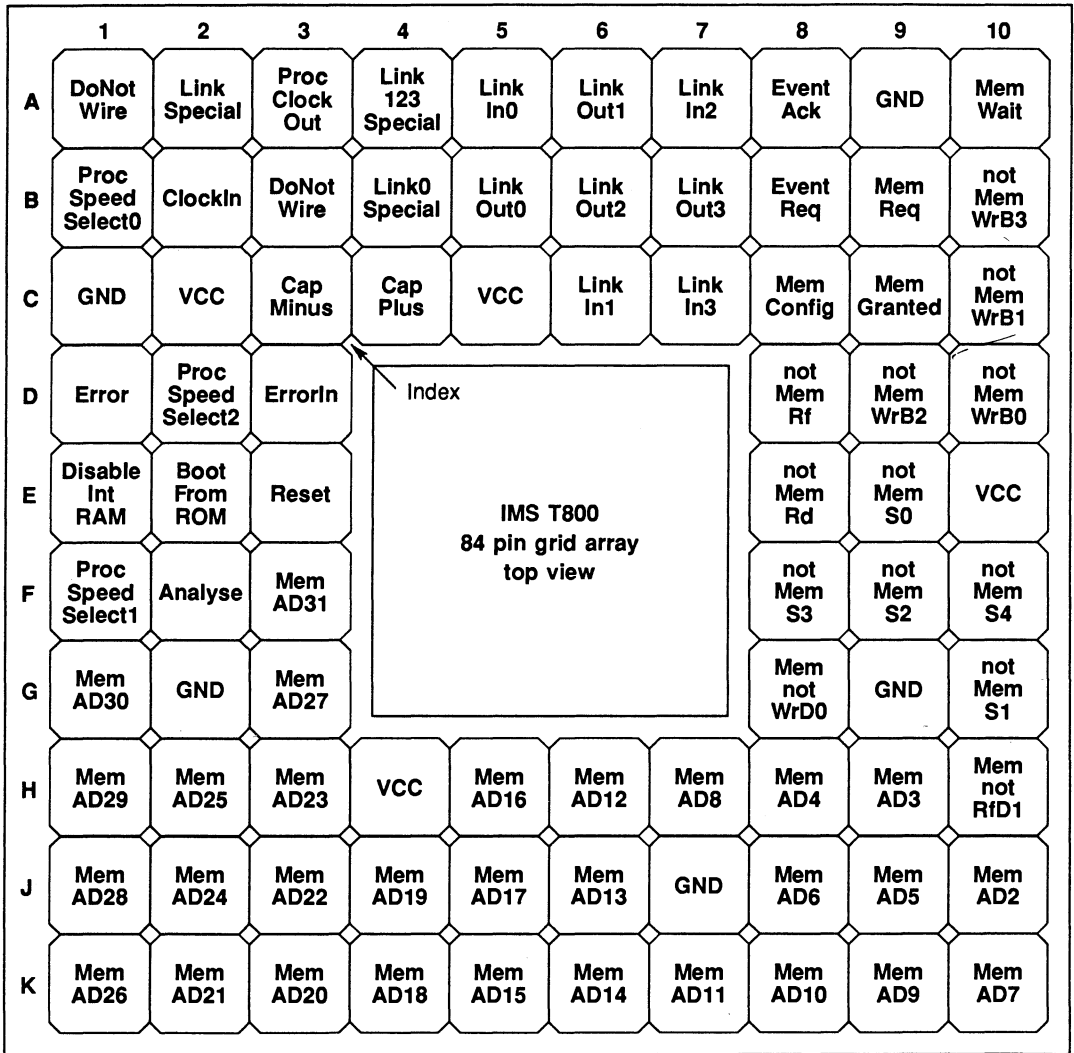 1 2 3 4 5 6 7 8 9 10
A
DoNot
Wire
Link
Special
Proc
Clock
Out
Link
123
Special
Link
In0
Link
Out1
Link
In2
Event
Ack
GND
Mem
Wait
B
Proc
Speed
Select0
ClockIn
DoNot
Wire
Link0
Special
Link
Out0
Link
Out2
Link
Out3
Event
Req
Mem
Req
not
Mem
WrB3
C
GND
VCC
Cap
Minus
Cap
Plus
VCC
Link
In1
Link
In3
Mem
Config
Mem
Granted
not
Mem
WrB1
D
Error
Proc
Speed
Select2
ErrorIn
Index
not
Mem
Rf
not
Mem
WrB2
not
Mem
WrB0
E
Disable
Int
RAM
Boot
From
ROM
Reset
IMS T800
84 pin grid array
top view
not
Mem
Rd
not
Mem
S0
VCC
F
Proc
Speed
Select1
Analyse
Mem
AD31
not
Mem
S3
not
Mem
S2
not
Mem
S4
G
Mem
AD30
GND
Mem
AD27
Mem
not
WrD0
GND
not
Mem
S1
H
Mem
AD29
Mem
AD25
Mem
AD23
VCC
Mem
AD16
Mem
AD12
Mem
AD8
Mem
AD4
Mem
AD3
Mem
not
RfD1
J
Mem
AD28
Mem
AD24
Mem
AD22
Mem
AD19
Mem
AD17
Mem
AD13
GND
Mem
AD6
Mem
AD5
Mem
AD2
K
Mem
AD26
Mem
AD21
Mem
AD20
Mem
AD18
Mem
AD15
Mem
AD14
Mem
AD11
Mem
AD10
Mem
AD9
Mem
AD7